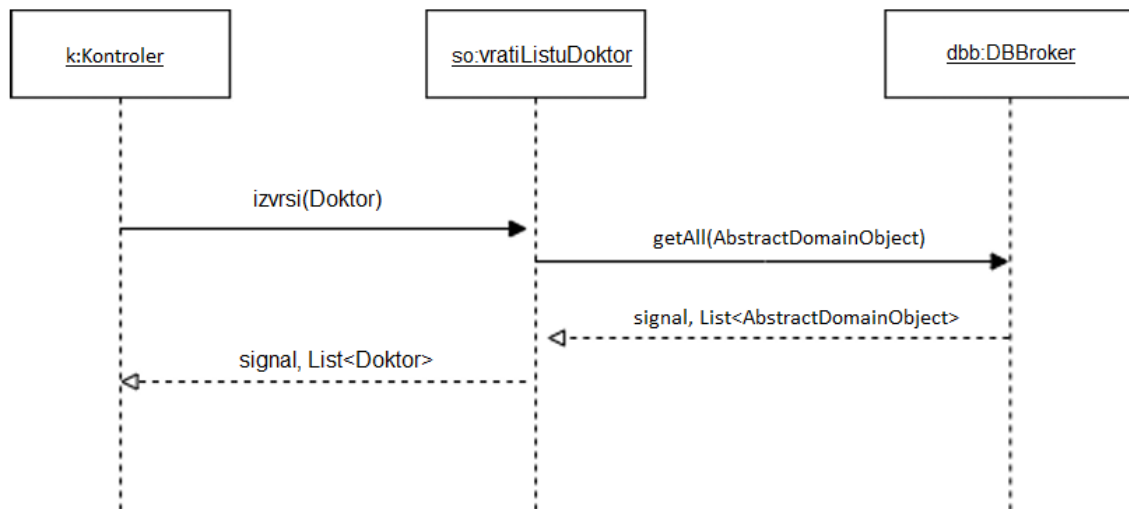 k:Kontroler
so:vratiListuDoktor
dbb:DBBroker
izvrsi(Doktor)
getAll(AbstractDomainObject)
signal, List<AbstractDomainObject>
signal, List<Doktor>